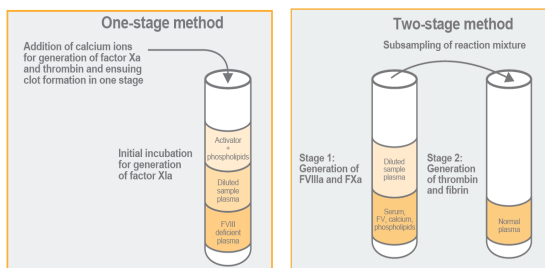 One-stage method
Addition of calcium ions
for generation of factor Xa
and thrombin and ensuing
clot formation in one stage
Initial incubation
for generation
of factor XIa
Activator
+
phospholipids
Diluted
sample
plasma
FVIII
deficient
plasma
Two-stage method
Subsampling of reaction mixture
Stage 1:
Generation of
FVIIIa and FXa
Diluted
sample
plasma
Serum,
FV, calcium,
phospholipids
Stage 2:
Generation
of thrombin
and fibrin
Normal
plasma